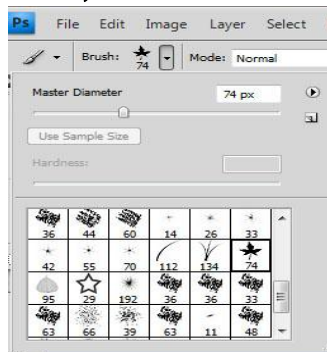 Ps File Edit Image Layer Select
Brush: 74 Mode: Normal
Master Diameter 74 px
Use Sample Size
Hardness:
36 44 60 14 26 33
42 55 70 112 134 74
95 29 192 36 36 33
63 66 39 63 11 48